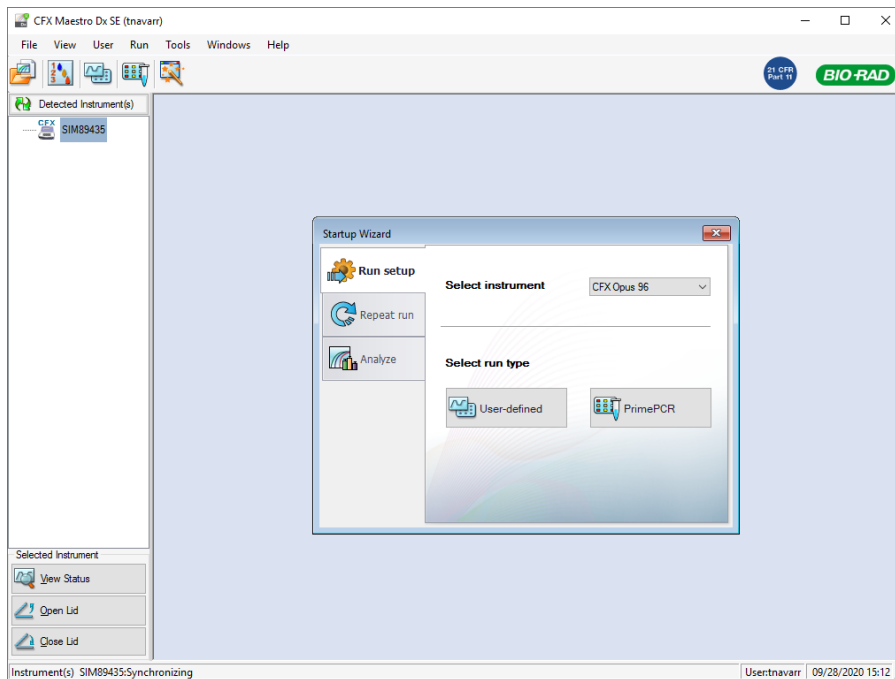 CFX Maestro Dx SE (tnavarr)
File View User Run Tools Windows Help
21 CFR
Part 11
BIO-RAD
Detected Instrument(s)
CFX
SIM89435
Startup Wizard
Run setup
Repeat run
Analyze
Select instrument
CFX Opus 96
Select run type
User-defined
PrimePCR
Selected Instrument
View Status
Open Lid
Close Lid
Instrument(s) SIM89435:Synchronizing
User:tnavarr
09/28/2020 15:12